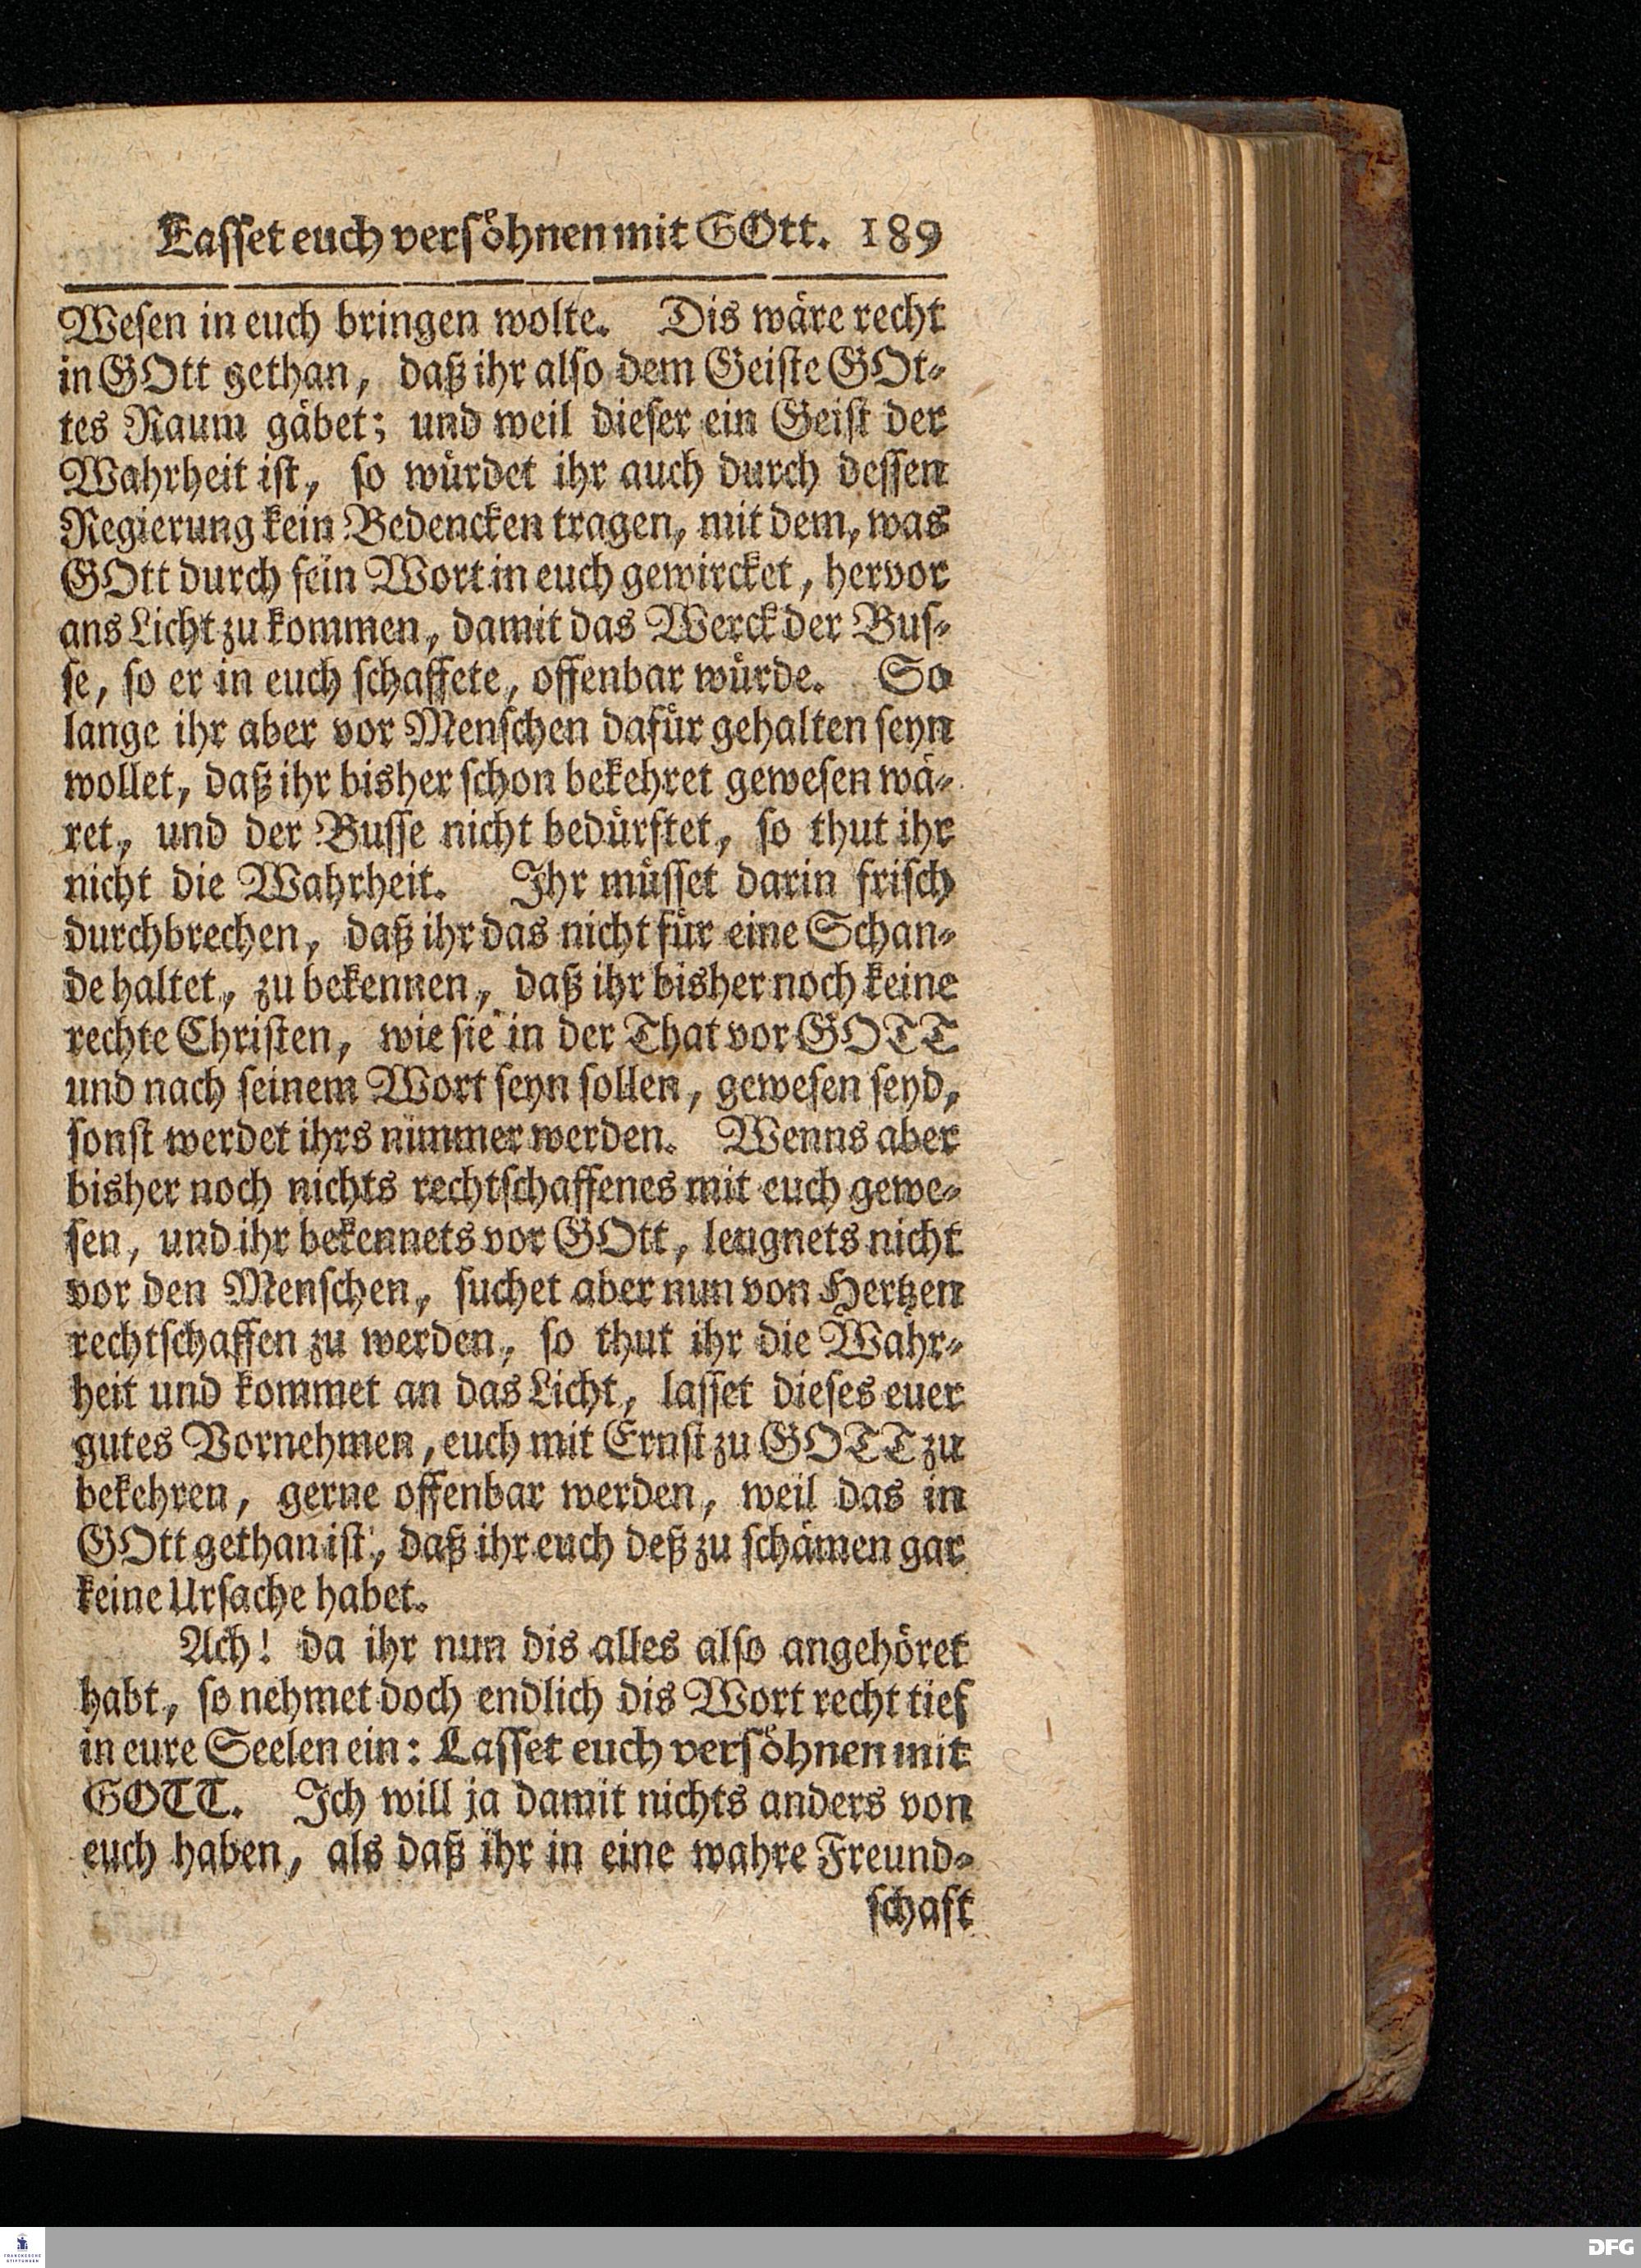 Lasset euch versöhnen mit GOtt. 189
Wesen in euch bringen wolte. Dis wäre recht
in GOtt gethan, daß ihr also dem Geiste GOt-
tes Raum gäbet; und weil dieser ein Geist der
Wahrheit ist, so würdet ihr auch durch dessen
Regierung kein Bedencken tragen, mit dem, was
GOtt durch sein Wort in euch gewircket, hervor
ans Licht zu kommen, damit das Werck der Bus-
se, so er in euch schaffete, offenbar würde. So
lange ihr aber vor Menschen dafür gehalten seyn
wollet, daß ihr bisher schon bekehret gewesen wä-
ret, und der Busse nicht bedürftet, so thut ihr
nicht die Wahrheit. Ihr müsset darin frisch
durchbrechen, daß ihr das nicht für eine Schan-
de haltet, zu bekennen, daß ihr bisher noch keine
rechte Christen, wie sie in der That vor GOTT
und nach seinem Wort seyn sollen, gewesen seyd,
sonst werdet ihrs nimmer werden. Wenns aber
bisher noch nichts rechtschaffenes mit euch gewe-
sen, und ihr bekennets vor GOtt, leugnets nicht
vor den Menschen, suchet aber nun von Hertzen
rechtschaffen zu werden, so thut ihr die Wahr-
heit und kommet an das Licht, lasset dieses euer
gutes Vornehmen, euch mit Ernst zu GOTT zu
bekehren, gerne offenbar werden, weil das in
GOtt gethan ist, daß ihr euch deß zu schämen gar
keine Ursache habet.
Ach! da ihr nun dis alles also angehöret
habt, so nehmet doch endlich dis Wort recht tief
in eure Seelen ein: Lasset euch versöhnen mit
GOTT. Ich will ja damit nichts anders von
euch haben, als daß ihr in eine wahre Freund-
schaft
FRANCKESCHE
STIFTUNGEN
DFG